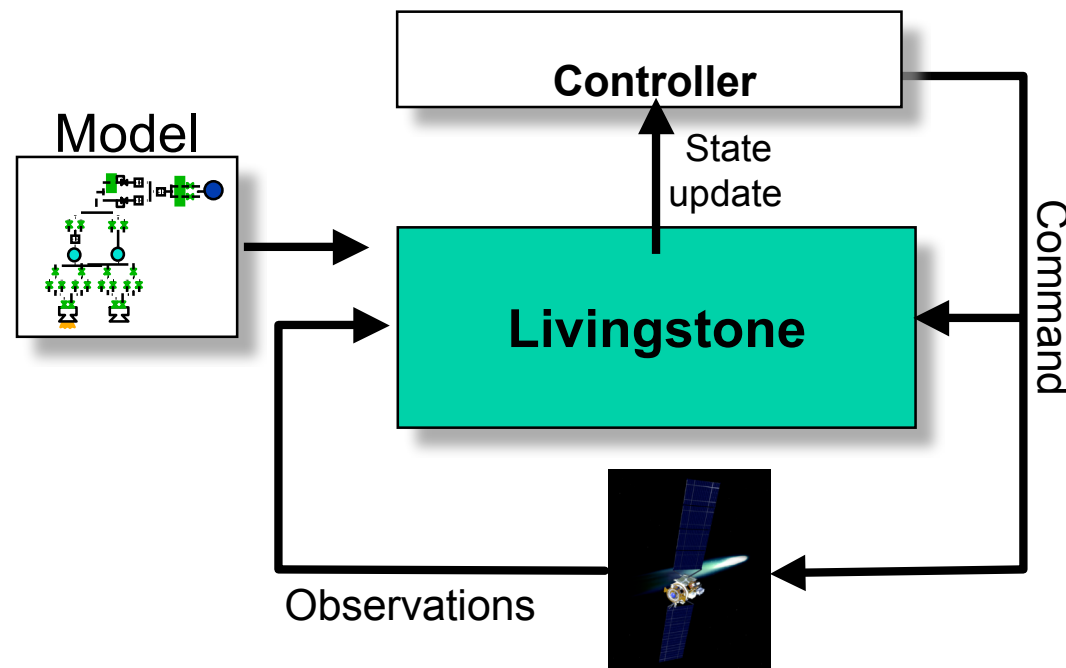 Controller
Model
State
update
Command
Livingstone
Observations